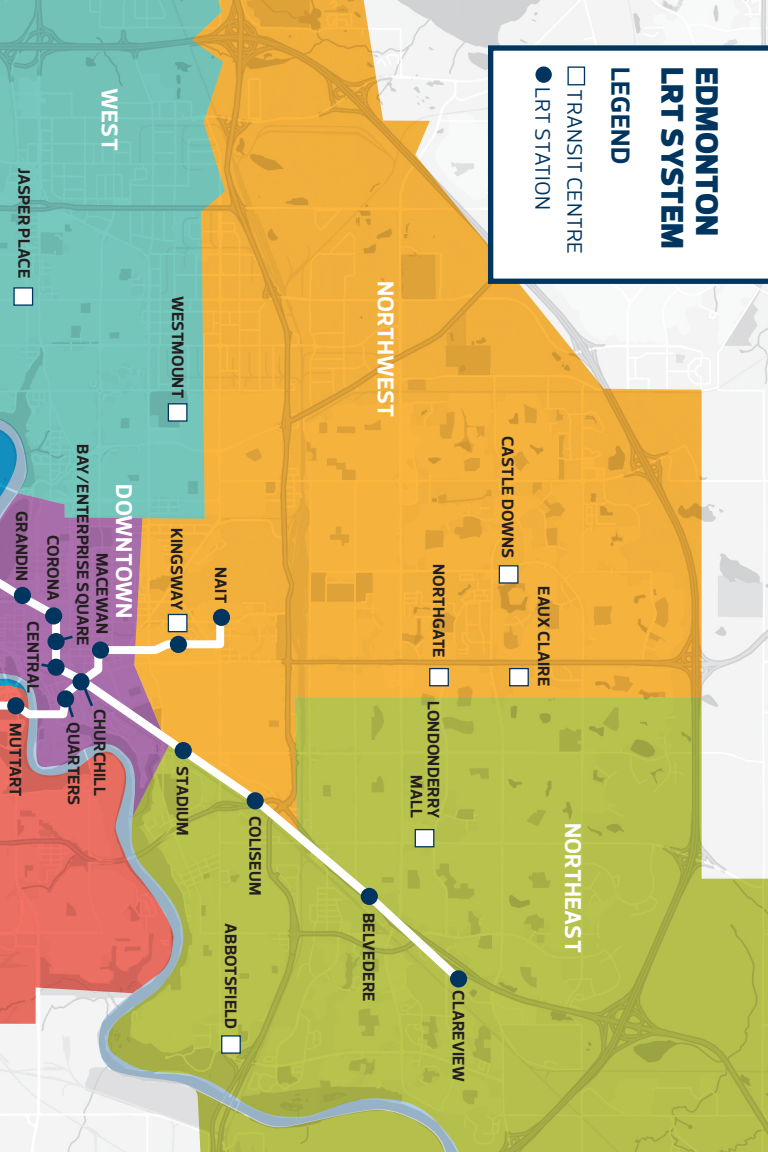 EDMONTON
LRT SYSTEM
LEGEND
TRANSIT CENTRE
LRT STATION
EAUX CLAIRE
CASTLE DOWNS
NORTHEAST
NORTHGATE
LONDONDERRY
MALL
CLAREVIEW
NORTHWEST
BELVEDERE
COLISEUM
ABBOTSFIELD
NAIT
WESTMOUNT
KINGSWAY
STADIUM
DOWNTOWN
WEST
MACEWAN
CHURCHILL
BAY/ENTERPRISE SQUARE
QUARTERS
CORONA
CENTRAL
JASPER PLACE
GRANDIN
MUTTART